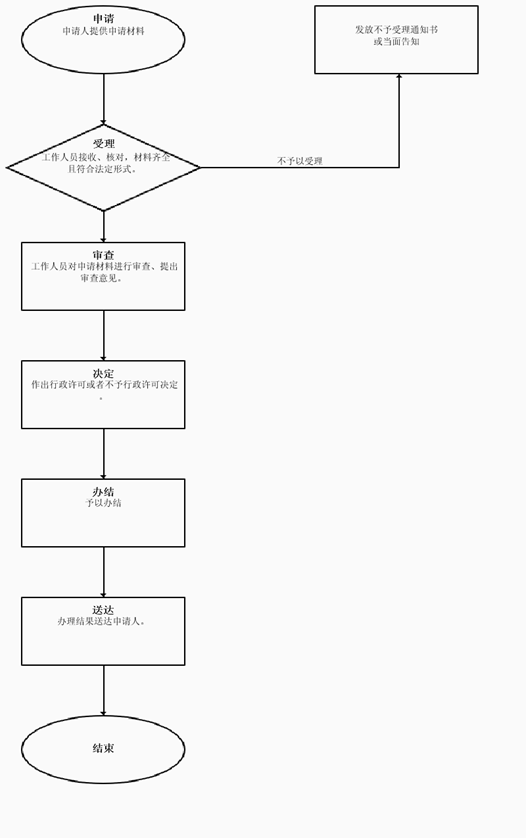 申请
申请人提供申请材料
发放不予受理通知书
或当面告知
受理
工作人员接收、核对，材料齐全
且符合法定形式。
不予以受理
审查
工作人员对申请材料进行审查、提出
审查意见。
决定
作出行政许可或者不予行政许可决定
。
办结
予以办结
送达
办理结果送达申请人。
结束